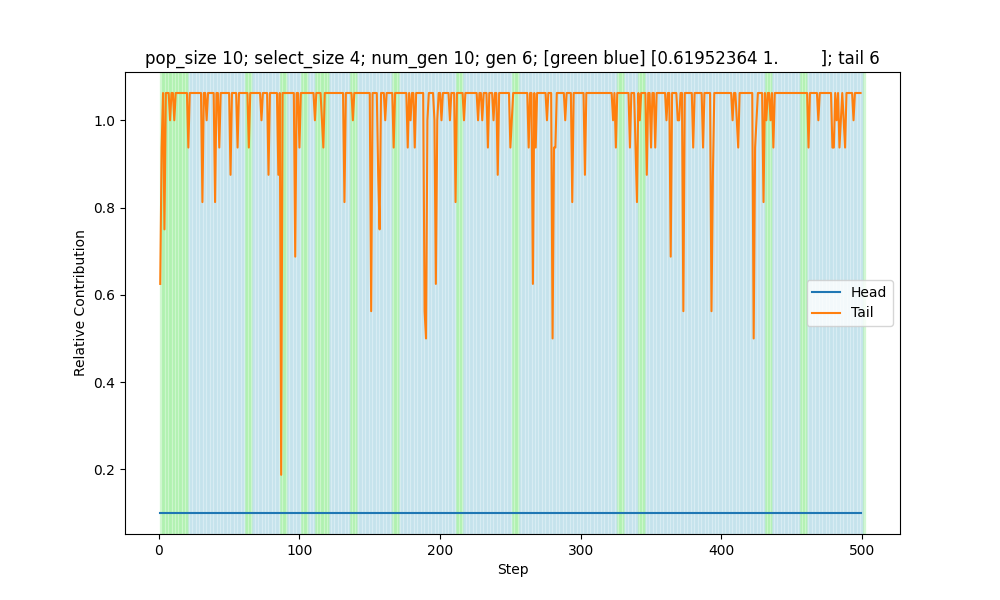 pop_size 10; select_size 4; num_gen 10; gen 6; [green blue] [0.61952364 1.        ]; tail 6
Relative Contribution
1.0
0.8
0.6
0.4
0.2
Head
Tail
0 100 200 300 400 500
Step